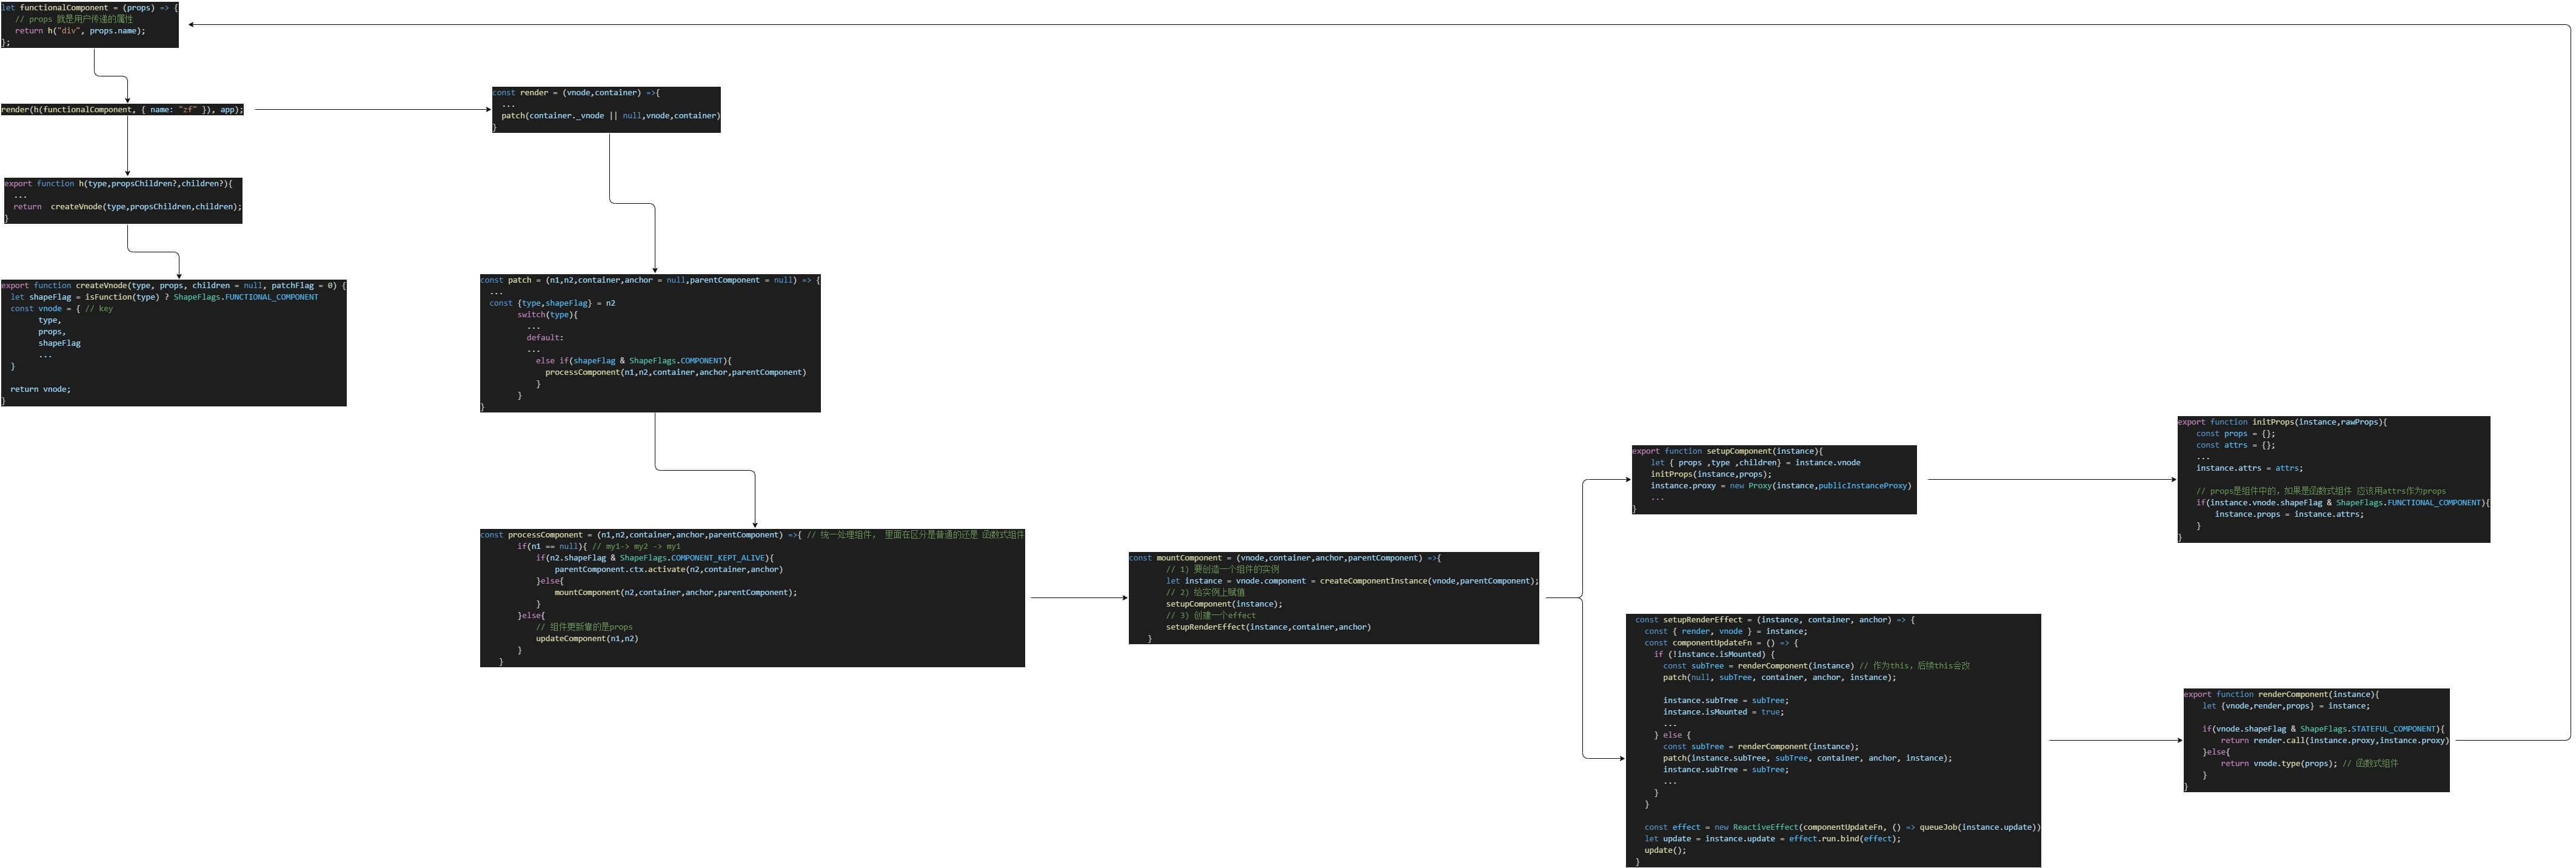 let functionalComponent = (props) => {
// props 就是用户传递的属性
return h("div", props.name);
};
render(h(functionalComponent, { name: "zf" }), app);
export function h(type,propsChildren?,children?){
...
return createVnode(type,propsChildren,children);
}
export function createVnode(type, props, children = null, patchFlag = 0) {
let shapeFlag = isFunction(type) ? ShapeFlags.FUNCTIONAL_COMPONENT
const vnode = { // key
type,
props,
shapeFlag
...
}
return vnode;
}
const render = (vnode,container) =>{
...
patch(container._vnode || null,vnode,container)
}
const patch = (n1,n2,container,anchor = null,parentComponent = null) => {
...
const {type,shapeFlag} = n2
switch(type){
...
default:
...
else if(shapeFlag & ShapeFlags.COMPONENT){
processComponent(n1,n2,container,anchor,parentComponent)
}
}
}
const processComponent = (n1,n2,container,anchor,parentComponent) =>{ // 统一处理组件， 里面在区分是普通的还是 函数式组件
if(n1 == null){ // my1-> my2 -> my1
if(n2.shapeFlag & ShapeFlags.COMPONENT_KEPT_ALIVE){
parentComponent.ctx.activate(n2,container,anchor)
}else{
mountComponent(n2,container,anchor,parentComponent);
}
}else{
// 组件更新靠的是props
updateComponent(n1,n2)
}
}
const mountComponent = (vnode,container,anchor,parentComponent) =>{
// 1) 要创造一个组件的实例
let instance = vnode.component = createComponentInstance(vnode,parentComponent);
// 2) 给实例上赋值
setupComponent(instance);
// 3) 创建一个effect
setupRenderEffect(instance,container,anchor)
}
export function setupComponent(instance){
let { props ,type ,children} = instance.vnode
initProps(instance,props);
instance.proxy = new Proxy(instance,publicInstanceProxy)
...
}
export function initProps(instance,rawProps){
const props = {};
const attrs = {};
...
instance.attrs = attrs;
// props是组件中的，如果是函数式组件 应该用attrs作为props
if(instance.vnode.shapeFlag & ShapeFlags.FUNCTIONAL_COMPONENT){
instance.props = instance.attrs;
}
}
const setupRenderEffect = (instance, container, anchor) => {
const { render, vnode } = instance;
const componentUpdateFn = () => {
if (!instance.isMounted) {
const subTree = renderComponent(instance) // 作为this，后续this会改
patch(null, subTree, container, anchor, instance);
instance.subTree = subTree;
instance.isMounted = true;
...
} else {
const subTree = renderComponent(instance);
patch(instance.subTree, subTree, container, anchor, instance);
instance.subTree = subTree;
...
}
}
const effect = new ReactiveEffect(componentUpdateFn, () => queueJob(instance.update))
let update = instance.update = effect.run.bind(effect);
update();
}
export function renderComponent(instance){
let {vnode,render,props} = instance;
if(vnode.shapeFlag & ShapeFlags.STATEFUL_COMPONENT){
return render.call(instance.proxy,instance.proxy)
}else{
return vnode.type(props); // 函数式组件
}
}